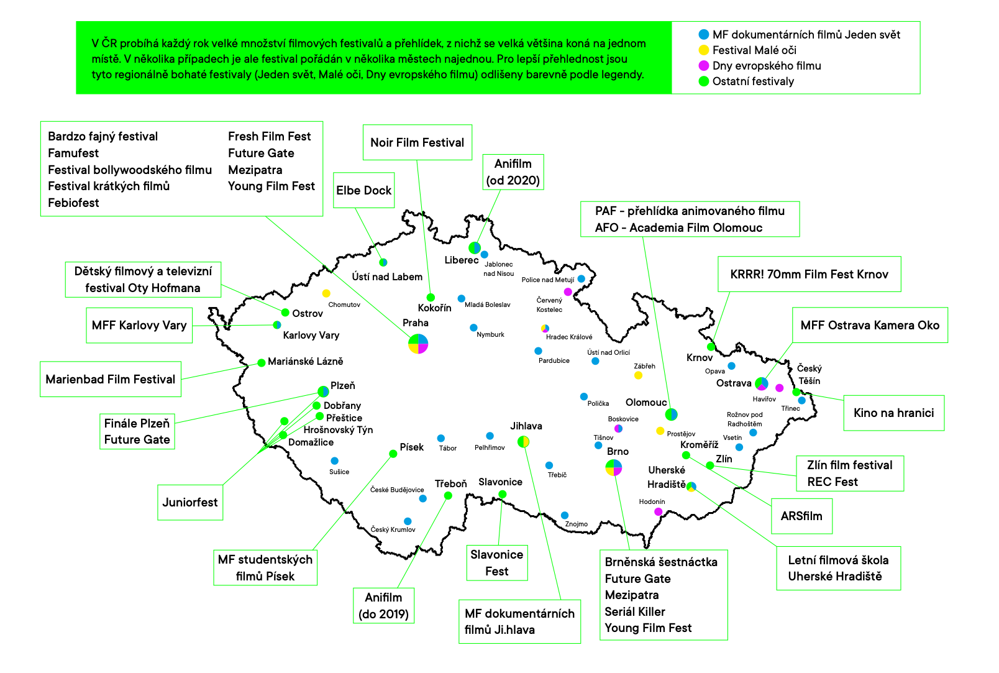 V ČR probíhá každý rok velké množství filmových festivalů a přehlídek, z nichž se velká většina koná na jednom
místě. V několika případech je ale festival pořádán v několika městech najednou. Pro lepší přehlednost jsou
tyto regionálně bohaté festivaly (Jeden svět, Malé oči, Dny evropského filmu) odlišeny barevně podle legendy.
MF dokumentárních filmů Jeden svět
Festival Malé oči
Dny evropského filmu
Ostatní festivaly
Bardzo fajný festival
Famufest
Festival bollywoodského filmu
Festival krátkých filmů
Febiofest
Fresh Film Fest
Future Gate
Mezipatra
Young Film Fest
Noir Film Festival
Anifilm
(od 2020)
Elbe Dock
PAF - přehlídka animovaného filmu
AFO - Academia Film Olomouc
Dětský filmový a televizní
festival Oty Hofmana
KRRR! 70mm Film Fest Krnov
MFF Karlovy Vary
MFF Ostrava Kamera Oko
Marienbad Film Festival
Kino na hranici
Finále Plzeň
Future Gate
Zlín film festival
REC Fest
Juniorfest
ARSfilm
MF studentských
filmů Písek
Slavonice
Fest
Brněnská šestnáctka
Future Gate
Mezipatra
Seriál Killer
Young Film Fest
Letní filmová škola
Uherské Hradiště
Anifilm
(do 2019)
MF dokumentárních
filmů Ji.hlava
Liberec
Jablonec
nad Nisou
Ústí nad Labem
Police nad Metují
Chomutov
Kokořín
Mladá Boleslav
Červený
Kostelec
Ostrov
Karlovy Vary
Praha
Nymburk
Hradec Králové
Mariánské Lázně
Pardubice
Ústí nad Orlicí
Zábřeh
Krnov
Opava
Ostrava
Český
Těšín
Havířov
Třinec
Plzeň
Dobřany
Přeštice
Hrošnovský Týn
Domažlice
Polička
Olomouc
Boskovice
Rožnov pod
Radhoštěm
Jihlava
Tišnov
Prostějov
Vsetín
Písek
Tábor
Pelhřimov
Brno
Kroměříž
Zlín
Sušice
Třebíč
Uherské
Hradiště
České Budějovice
Třeboň
Slavonice
Hodonín
Český Krumlov
Znojmo